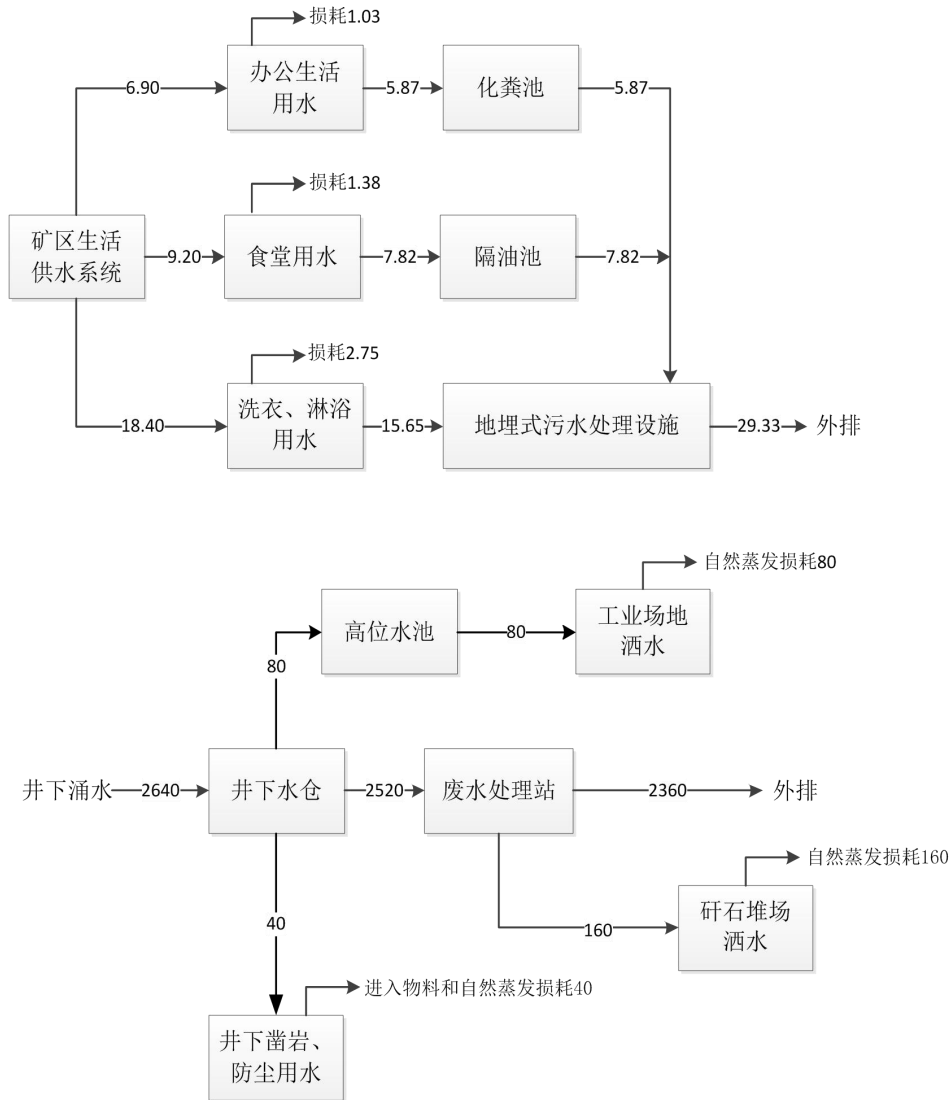 损耗1.03
办公生活
用水
6.90
5.87
化粪池
5.87
损耗1.38
矿区生活
供水系统
9.20
食堂用水
7.82
隔油池
7.82
损耗2.75
18.40
洗衣、淋浴
用水
15.65
地埋式污水处理设施
29.33
外排
自然蒸发损耗80
高位水池
80
工业场地
洒水
80
井下涌水
2640
井下水仓
2520
废水处理站
2360
外排
自然蒸发损耗160
矸石堆场
洒水
160
40
进入物料和自然蒸发损耗40
井下凿岩、
防尘用水